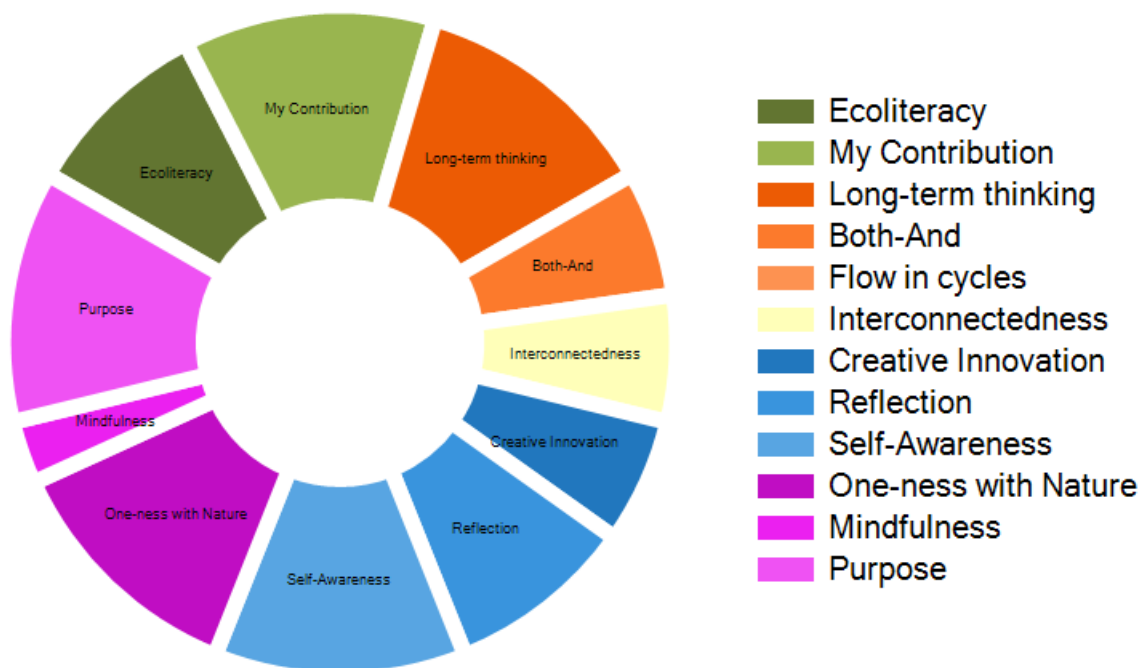 My Contribution
Long-term thinking
Ecoliteracy
Both-And
Purpose
Interconnectedness
Mindfulness
Creative Innovation
One-ness with Nature
Reflection
Self-Awareness
Ecoliteracy
My Contribution
Long-term thinking
Both-And
Flow in cycles
Interconnectedness
Creative Innovation
Reflection
Self-Awareness
One-ness with Nature
Mindfulness
Purpose